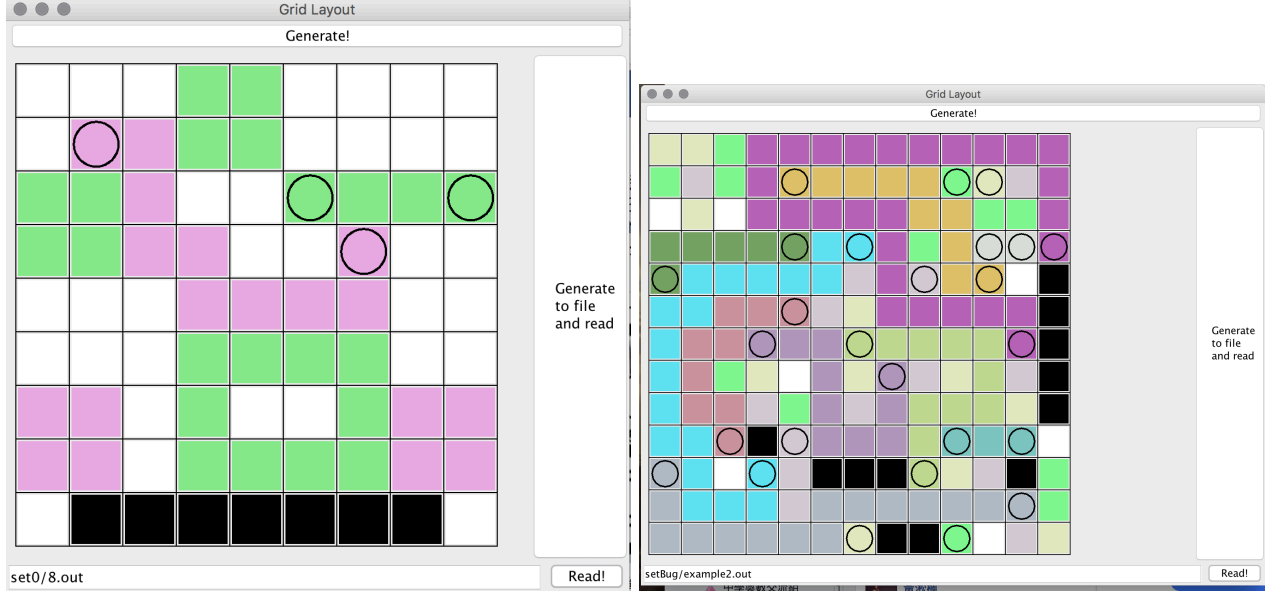 Grid Layout
Generate!
Generate
to file
and read
set0/8.out
Read!
Grid Layout
Generate!
Generate
to file
and read
setBug/example2.out
Read!